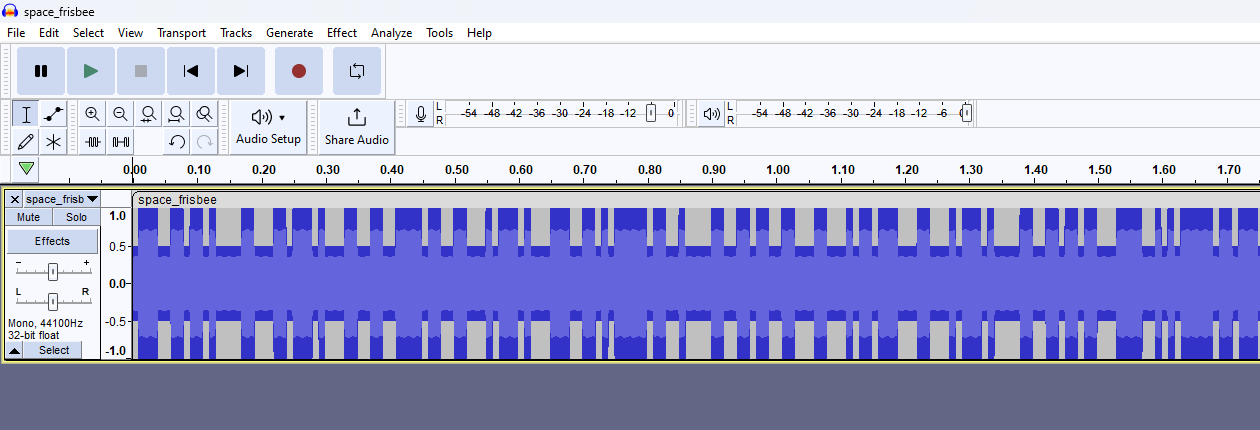 space_frisbee
File Edit Select View Transport Tracks Generate Effect Analyze Tools Help
Audio Setup
Share Audio
L
R
-54 -48 -42 -36 -30 -24 -18 -12 0
L
R
-54 -48 -42 -36 -30 -24 -18 -12 -6
0.00 0.10 0.20 0.30 0.40 0.50 0.60 0.70 0.80 0.90 1.00 1.10 1.20 1.30 1.40 1.50 1.60 1.70
space_frisb
space_frisbee
Mute Solo
Effects
- +
L R
Mono, 44100Hz
32-bit float
Select
1.0
0.5
0.0
-0.5
-1.0